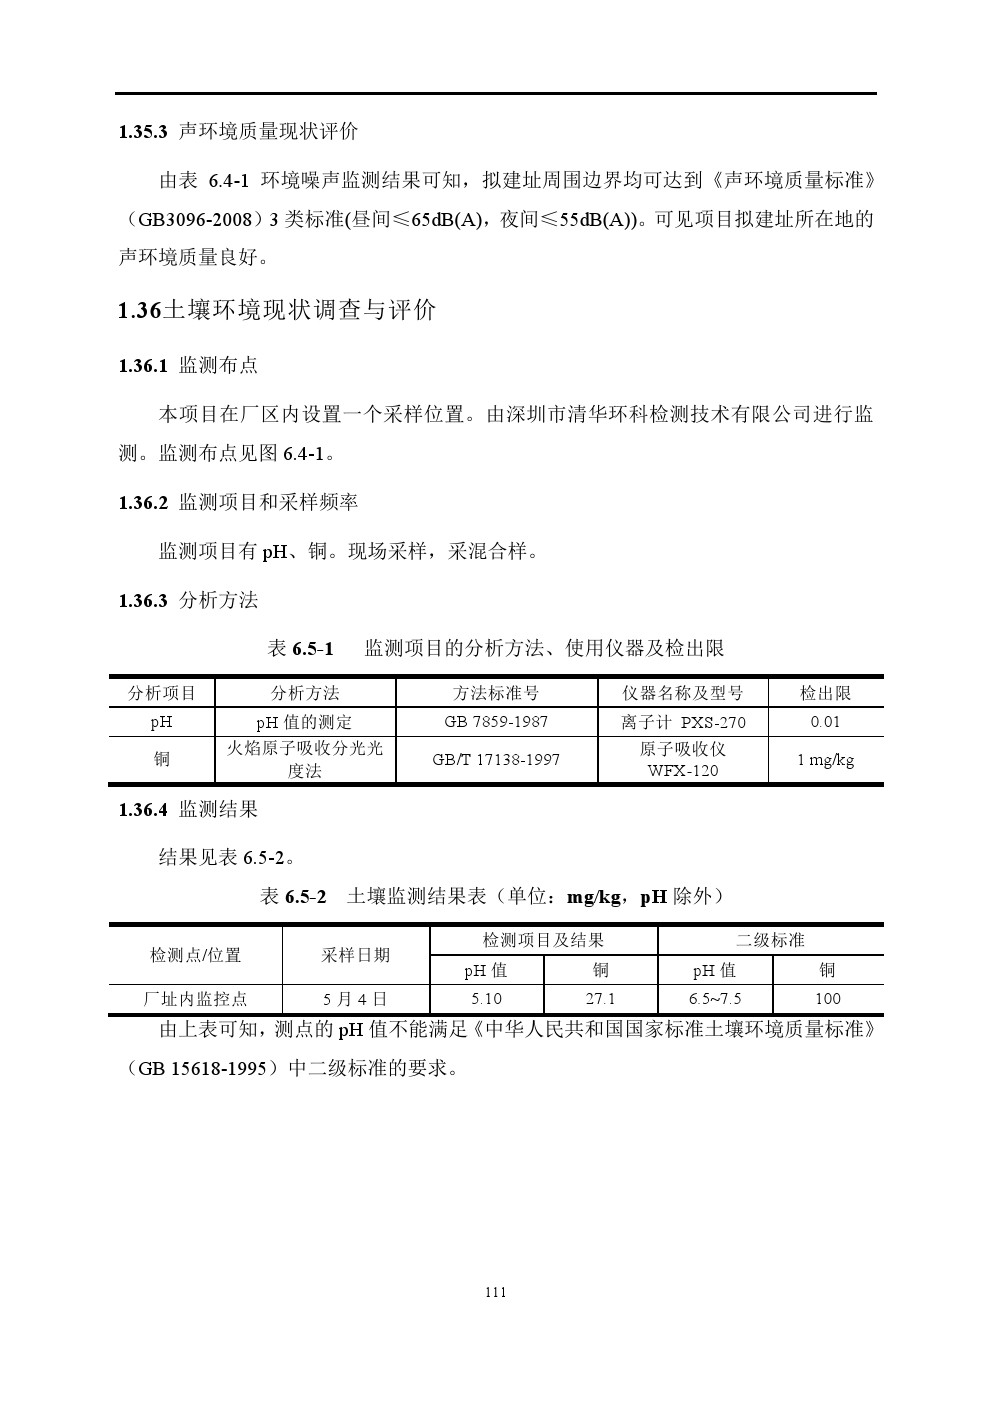 1.35.3 声环境质量现状评价
由表 6.4-1 环境噪声监测结果可知，拟建址周围边界均可达到《声环境质量标准》
（GB3096-2008）3 类标准(昼间≤65dB(A)，夜间≤55dB(A))。可见项目拟建址所在地的
声环境质量良好。
1.36土壤环境现状调查与评价
1.36.1 监测布点
本项目在厂区内设置一个采样位置。由深圳市清华环科检测技术有限公司进行监
测。监测布点见图 6.4-1。
1.36.2 监测项目和采样频率
监测项目有 pH、铜。现场采样，采混合样。
1.36.3 分析方法
表 6.5-1 监测项目的分析方法、使用仪器及检出限
分析项目 分析方法 方法标准号 仪器名称及型号 检出限
pH pH 值的测定 GB 7859-1987 离子计 PXS-270 0.01
铜 火焰原子吸收分光光度法 GB/T 17138-1997 原子吸收仪 WFX-120 1 mg/kg
1.36.4 监测结果
结果见表 6.5-2。
表 6.5-2 土壤监测结果表（单位：mg/kg，pH 除外）
检测点/位置 采样日期 检测项目及结果 二级标准
pH 值 铜 pH 值 铜
厂址内监控点 5 月 4 日 5.10 27.1 6.5~7.5 100
由上表可知，测点的 pH 值不能满足《中华人民共和国国家标准土壤环境质量标准》
（GB 15618-1995）中二级标准的要求。
111